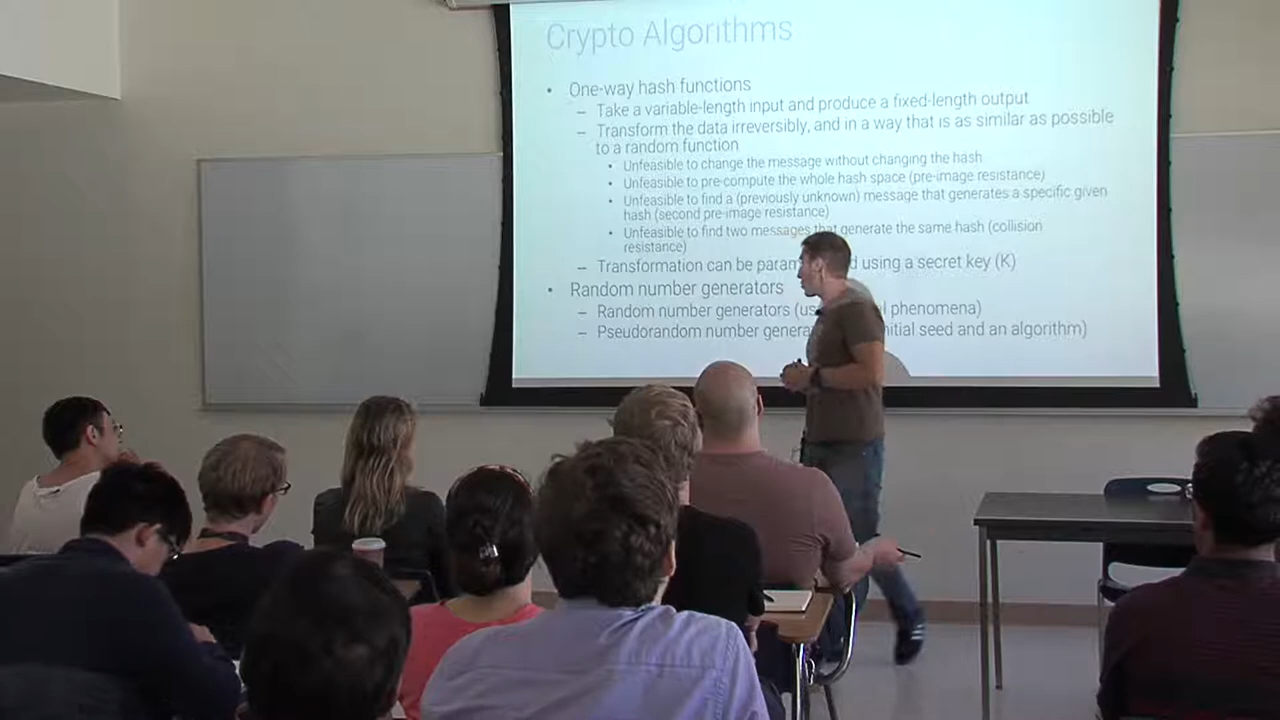 Crypto Algorithms
• One-way hash functions
– Take a variable-length input and produce a fixed-length output
– Transform the data irreversibly, and in a way that is as similar as possible
to a random function
• Unfeasible to change the message without changing the hash
• Unfeasible to pre-compute the whole hash space (pre-image resistance)
• Unfeasible to find a (previously unknown) message that generates a specific given
hash (second pre-image resistance)
• Unfeasible to find two messages that generate the same hash (collision
resistance)
– Transformation can be using a secret key (K)
• Random number generators
– Random number generators phenomena)
– Pseudorandom number seed and an algorithm)